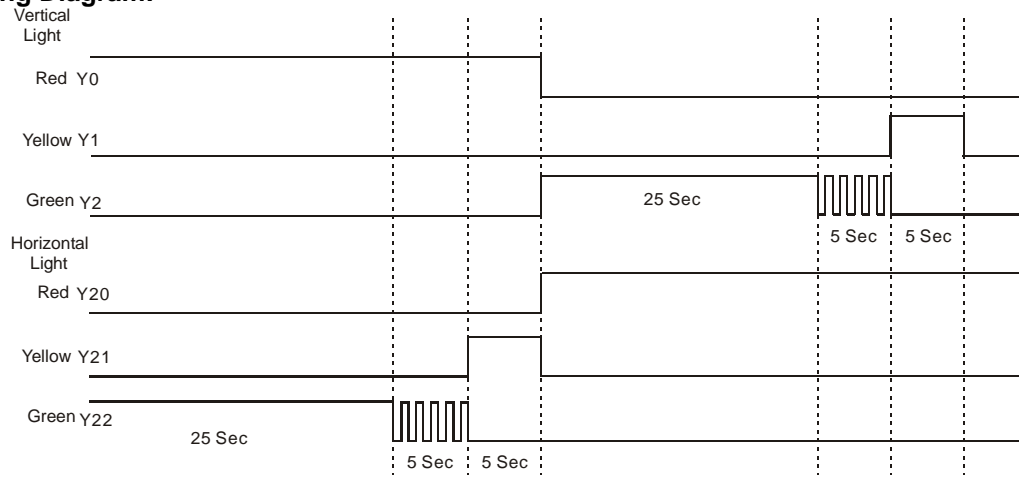 Vertical
Light
Red Y0
Yellow Y1
Green Y2
25 Sec
5 Sec 5 Sec
Horizontal
Light
Red Y20
Yellow Y21
Green Y22
25 Sec
5 Sec 5 Sec